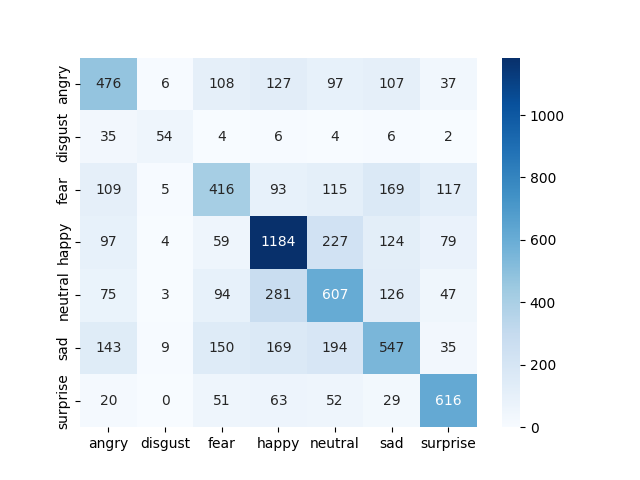 angry 476 6 108 127 97 107 37
disgust 35 54 4 6 4 6 2
fear 109 5 416 93 115 169 117
happy 97 4 59 1184 227 124 79
neutral 75 3 94 281 607 126 47
sad 143 9 150 169 194 547 35
surprise 20 0 51 63 52 29 616
angry disgust fear happy neutral sad surprise
1000
800
600
400
200
0